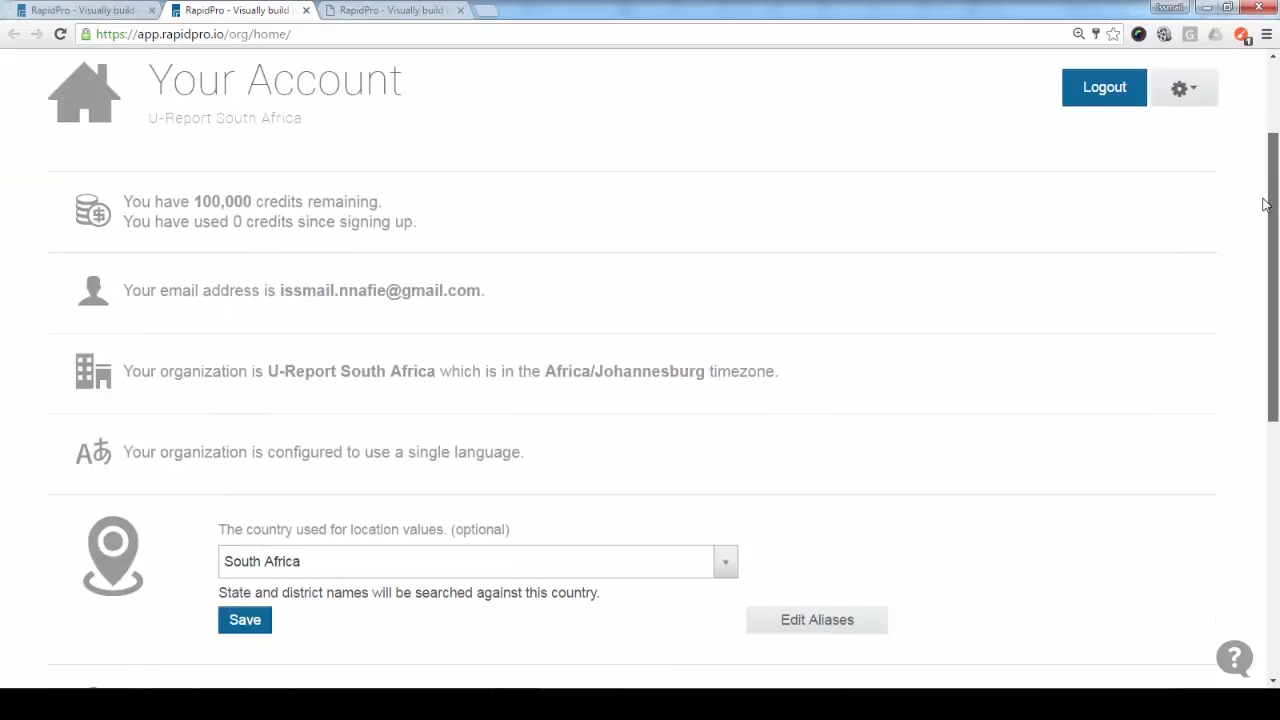 RapidPro - Visually build
RapidPro - Visually build
RapidPro - Visually build
Issmail
https://app.rapidpro.io/org/home/
Your Account
U-Report South Africa
Logout
You have 100,000 credits remaining.
You have used 0 credits since signing up.
Your email address is issmail.nnafie@gmail.com.
Your organization is U-Report South Africa which is in the Africa/Johannesburg timezone.
Aあ Your organization is configured to use a single language.
The country used for location values. (optional)
South Africa
State and district names will be searched against this country.
Save
Edit Aliases
?